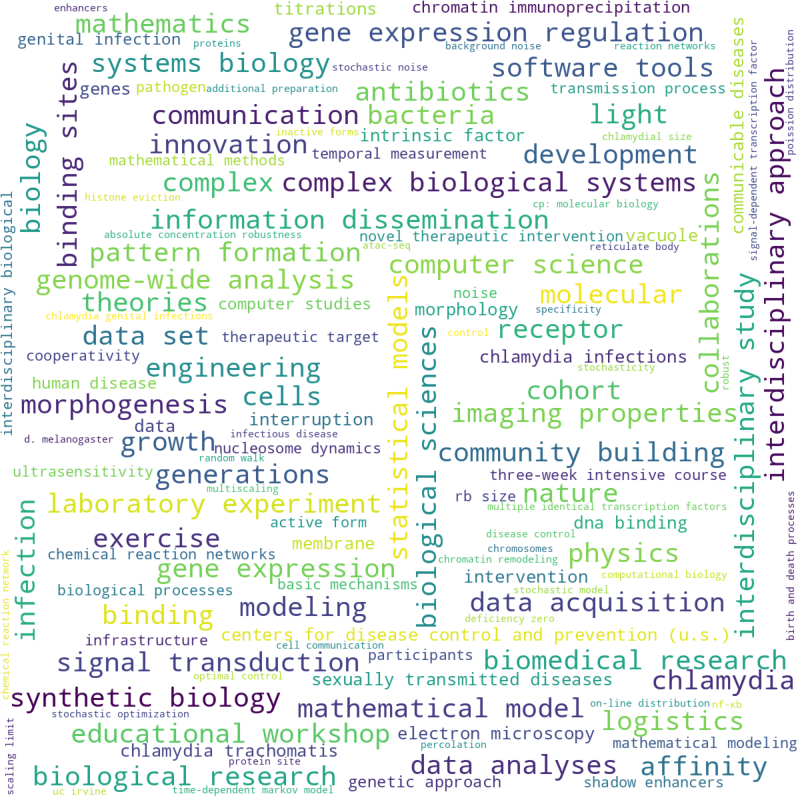 enhancers
titrations
chromatin immunoprecipitation
mathematics
gene expression regulation
genital infection
proteins
background noise
reaction networks
systems biology
stochastic noise
software tools
genes
pathogen
additional preparation
antibiotics
transmission process
communication
bacteria
light
inactive forms
intrinsic factor
chlamydial size
innovation
temporal measurement
development
mathematical methods
complex
complex biological systems
histone eviction
cp: molecular biology
information dissemination
absolute concentration robustness
novel therapeutic intervention
vacuole
atac-seq
reticulate body
pattern formation
computer science
genome-wide analysis
noise
molecular
theories
computer studies
morphology
specificity
chlamydia genital infections
data set
therapeutic target
control
receptor
cooperativity
chlamydia infections
engineering
stochasticity
human disease
cells
cohort
morphogenesis
interruption
imaging properties
data
d. melanogaster
growth
infectious disease
nucleosome dynamics
community building
random walk
ultrasensitivity
generations
three-week intensive course
multiscaling
rb size
nature
laboratory experiment
multiple identical transcription factors
active form
dna binding
exercise
membrane
disease control
chemical reaction networks
chromosomes
physics
chromatin remodeling
gene expression
basic mechanisms
intervention
computational biology
biological processes
stochastic model
binding
modeling
data acquisition
deficiency zero
infrastructure
centers for disease control and prevention (u.s.)
cell communication
signal transduction
participants
biomedical research
optimal control
sexually transmitted diseases
chlamydia
synthetic biology
mathematical model
on-line distribution
nf-κb
stochastic optimization
logistics
educational workshop
electron microscopy
chlamydia trachomatis
percolation
mathematical modeling
protein site
data analyses
affinity
biological research
genetic approach
shadow enhancers
uc irvine
time-dependent markov model
interdisciplinary biological
biology
binding sites
infection
chemical reaction network
scaling limit
statistical models
biological sciences
collaborations
robust
communicable diseases
interdisciplinary study
signal-dependent transcription factor
interdisciplinary approach
poission distribution
birth and death processes